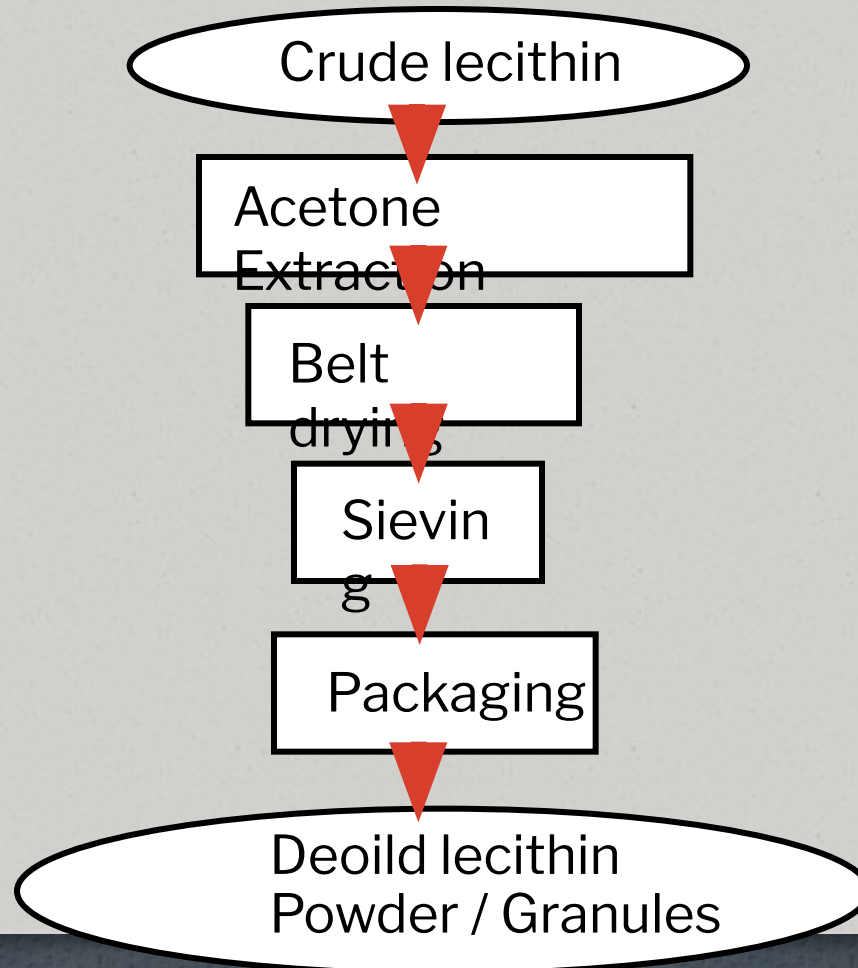 Crude lecithin
Acetone
Extraction
Belt
drying
Sievin
g
Packaging
Deoild lecithin
Powder / Granules